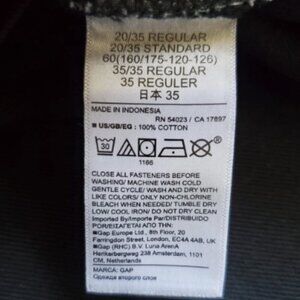 20/35 REGULAR
20/35 STANDARD
60(160/175-120-126)
35/35 REGULAR
35 REGULER
日本 35
MADE IN INDONESIA
RN 54023 / CA 17897
■ US/GB/EG : 100% COTTON
30
1166
CLOSE ALL FASTENERS BEFORE
WASHING/ MACHINE WASH COLD
GENTLE CYCLE/ WASH AND DRY WITH
LIKE COLORS/ ONLY NON-CHLORINE
BLEACH WHEN NEEDED/ TUMBLE DRY
LOW/ COOL IRON/ DO NOT DRY CLEAN
Imported By/Importe Par/DISTRIBUIDO
POR/ΕΙΣΑΓΕΤΑΙ ΑΠΟ ΤΗΝ:
■Gap Europe Ltd., 8th Floor, 20
Farringdon Street, London, EC4A 4AB, UK
■Gap (RHC) B.V. Luna ArenA
Herikerbergweg 238 Amsterdam, 1101
CM, Netherlands
MARCA: GAP
Одежда второго слоя